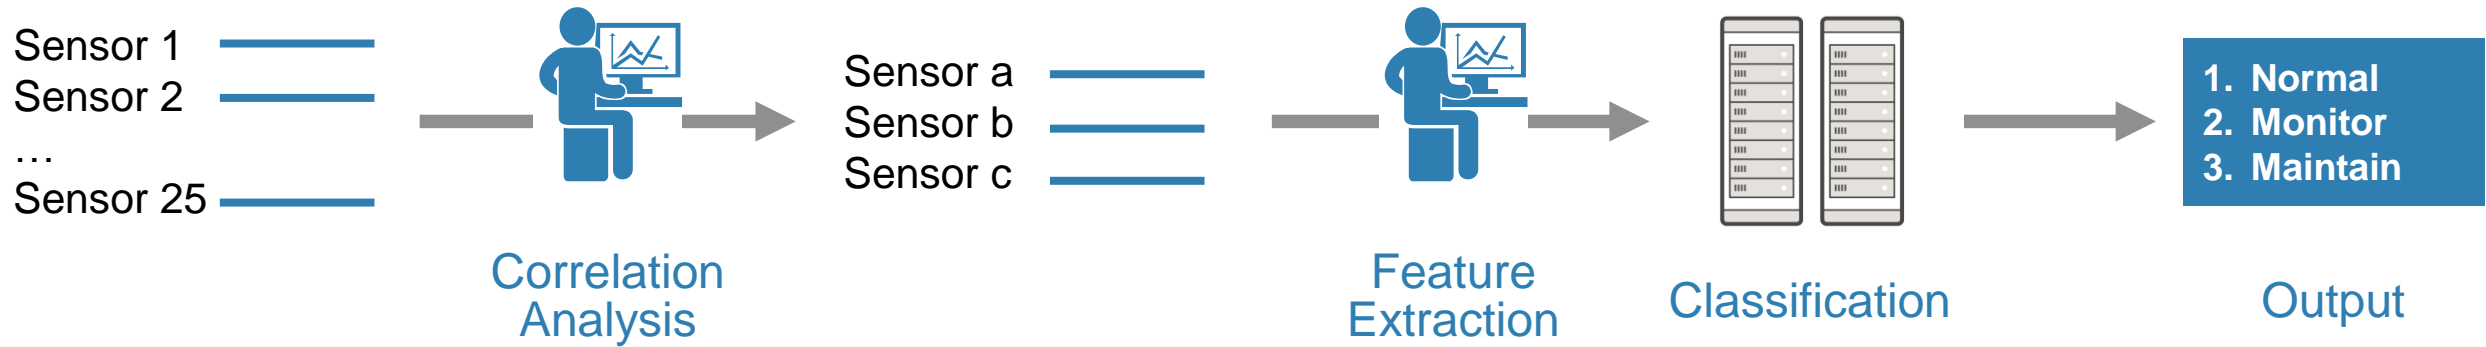 Sensor 1
Sensor 2
…
Sensor 25
Correlation
Analysis
Sensor a
Sensor b
Sensor c
Feature
Extraction
Classification
1. Normal
2. Monitor
3. Maintain
Output